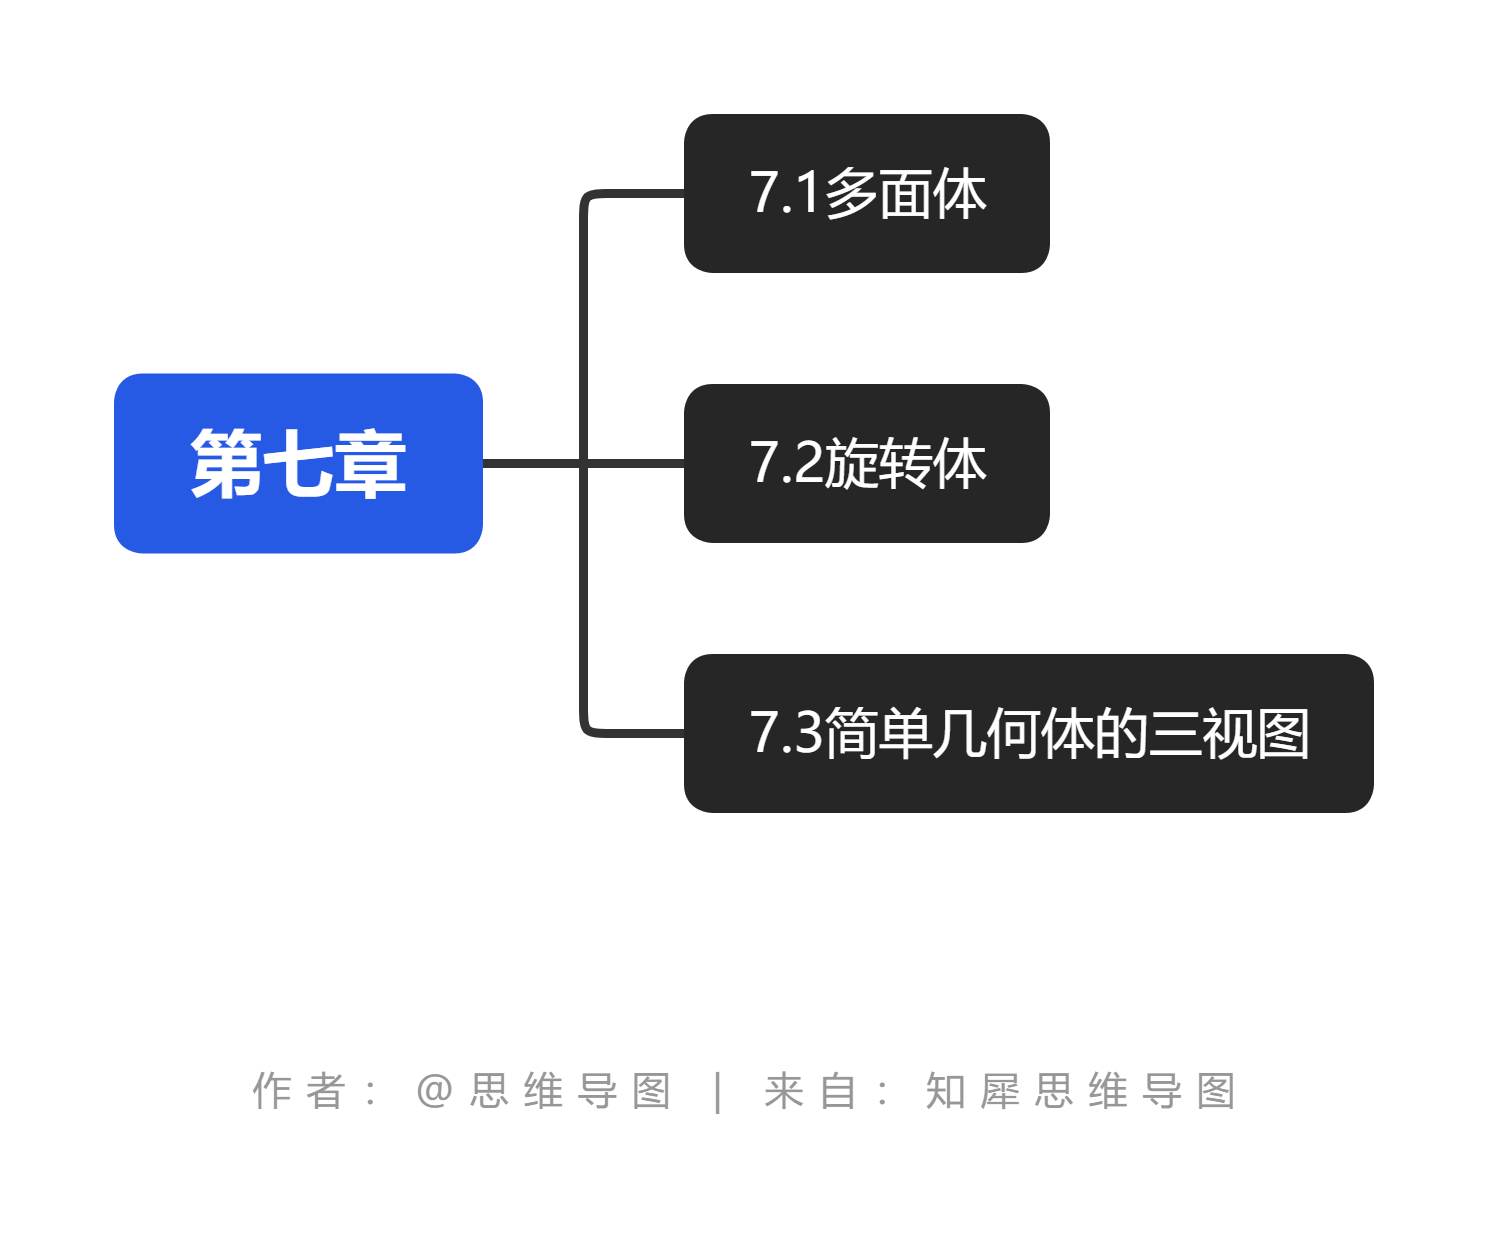 7.1多面体
第七章
7.2旋转体
7.3简单几何体的三视图
作者：@思维导图 | 来自：知犀思维导图